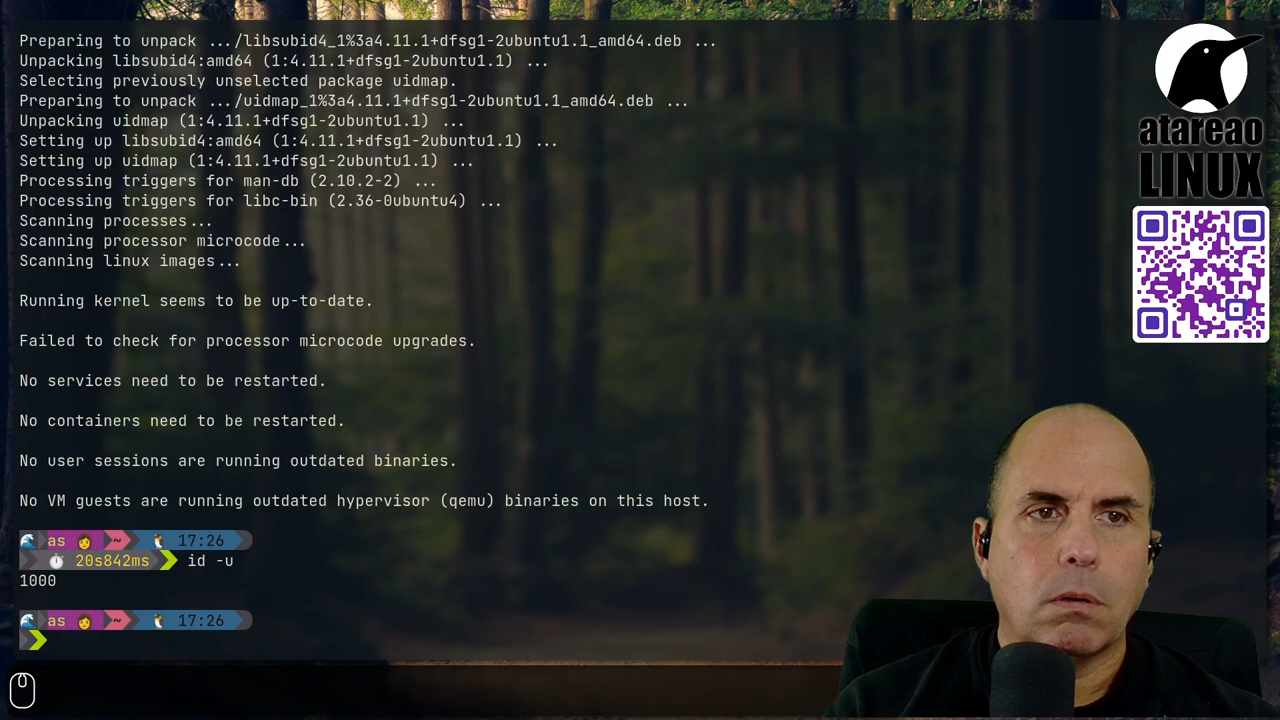 Preparing to unpack .../libsubid4_1%3a4.11.1+dfsg1-2ubuntu1.1_amd64.deb ...
Unpacking libsubid4:amd64 (1:4.11.1+dfsg1-2ubuntu1.1) ...
Selecting previously unselected package uidmap.
Preparing to unpack .../uidmap_1%3a4.11.1+dfsg1-2ubuntu1.1_amd64.deb ...
Unpacking uidmap (1:4.11.1+dfsg1-2ubuntu1.1) ...
Setting up libsubid4:amd64 (1:4.11.1+dfsg1-2ubuntu1.1) ...
Setting up uidmap (1:4.11.1+dfsg1-2ubuntu1.1) ...
Processing triggers for man-db (2.10.2-2) ...
Processing triggers for libc-bin (2.36-0ubuntu4) ...
Scanning processes...
Scanning processor microcode...
Scanning linux images...
Running kernel seems to be up-to-date.
Failed to check for processor microcode upgrades.
No services need to be restarted.
No containers need to be restarted.
No user sessions are running outdated binaries.
No VM guests are running outdated hypervisor (qemu) binaries on this host.
as ~ 17:26
20s842ms id -u
1000
as ~ 17:26
atareao
LINUX